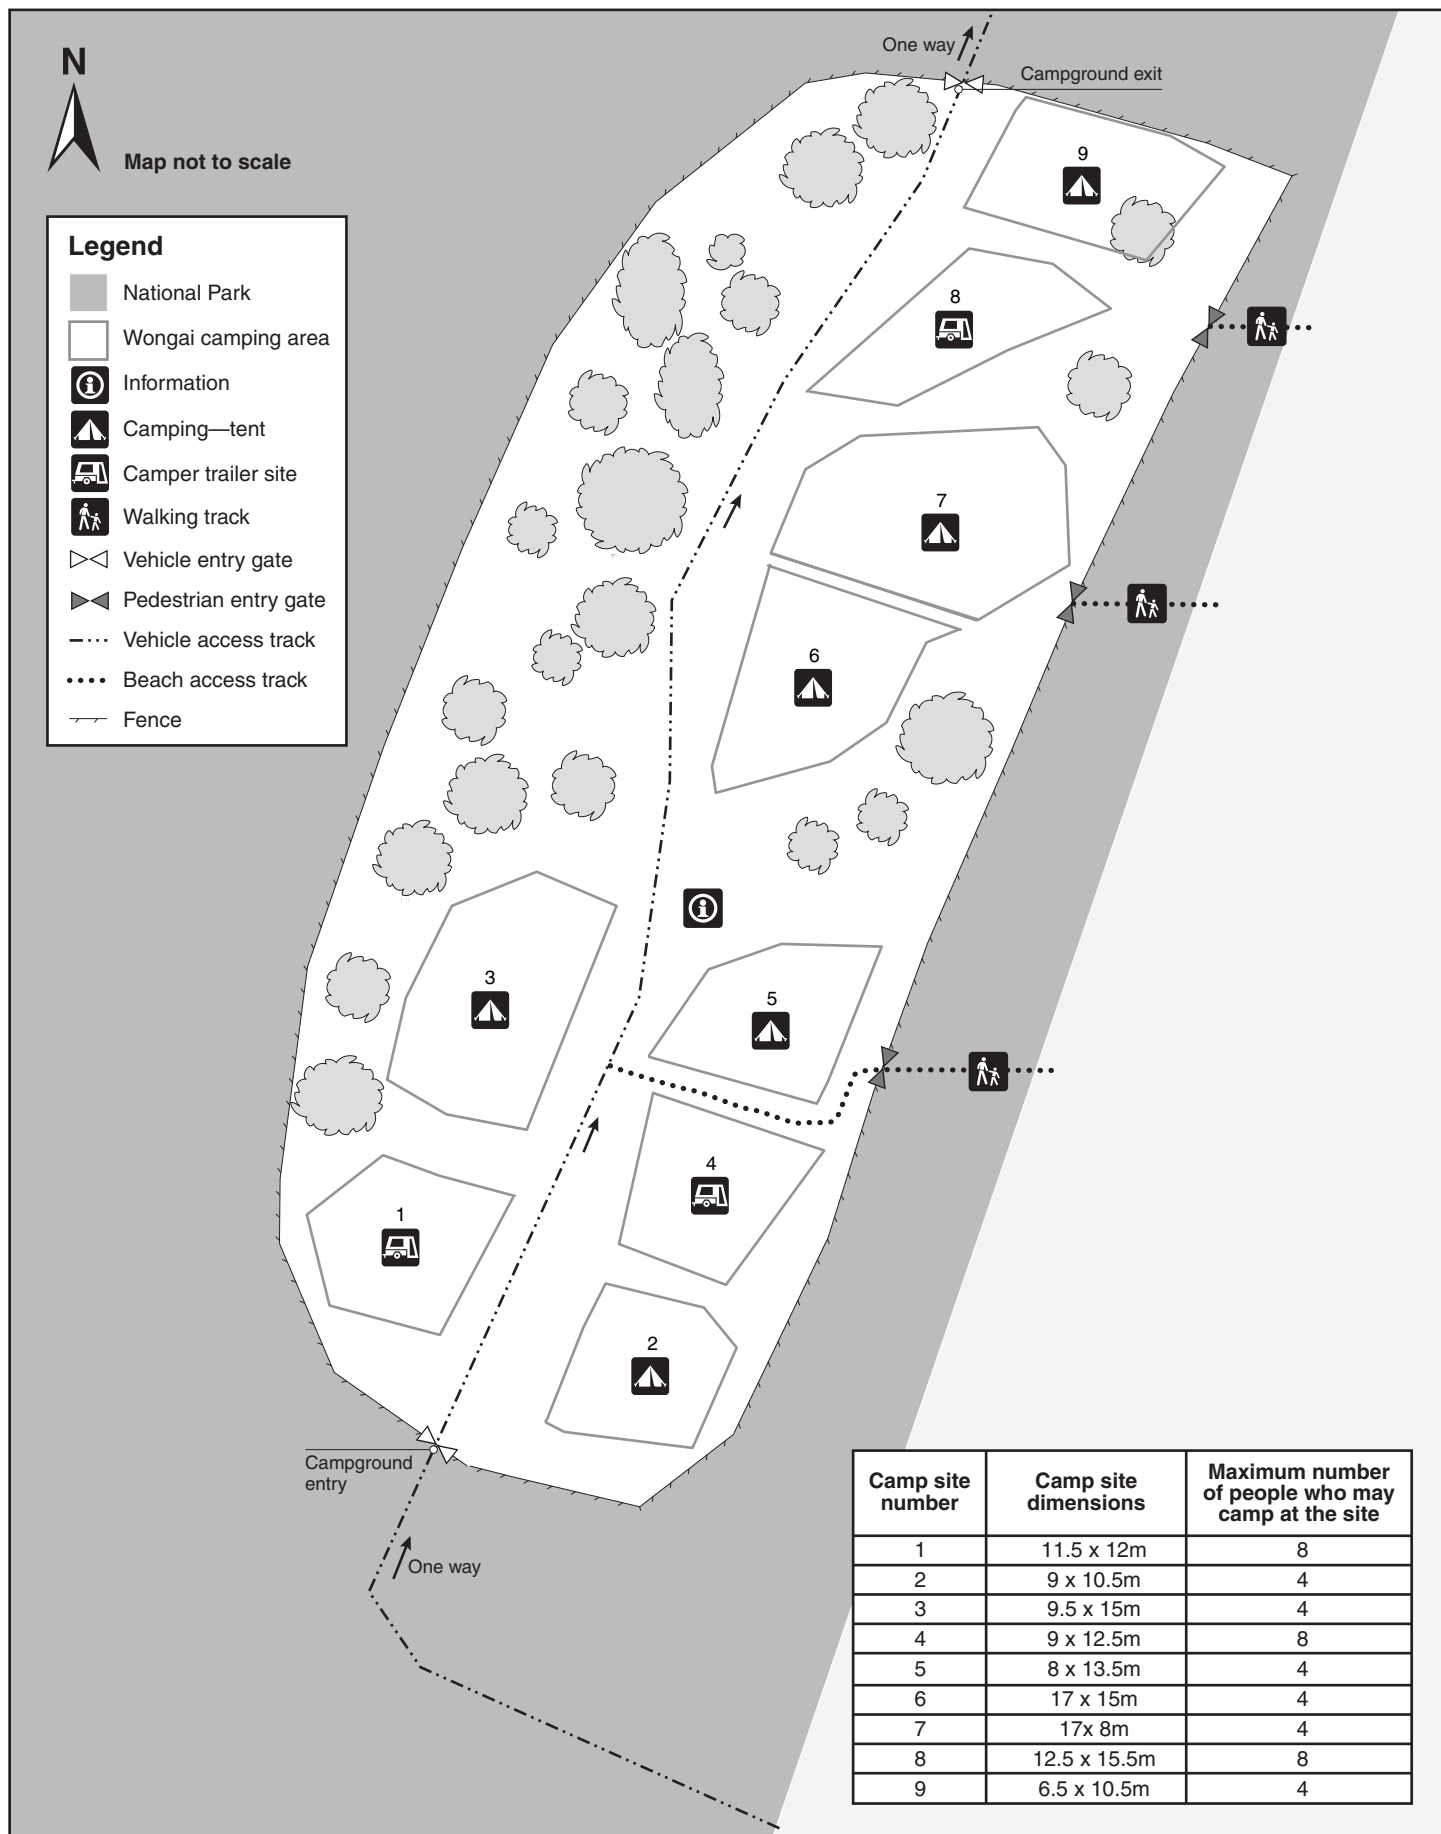 One way
Campground exit
N
Map not to scale
Legend
National Park
Wongai camping area
Information
Camping—tent
Camper trailer site
Walking track
Vehicle entry gate
Pedestrian entry gate
Vehicle access track
Beach access track
Fence
9
8
7
6
3
5
4
1
2
Campground
entry
One way
Camp site number Camp site dimensions Maximum number of people who may camp at the site
1 11.5 x 12m 8
2 9 x 10.5m 4
3 9.5 x 15m 4
4 9 x 12.5m 8
5 8 x 13.5m 4
6 17 x 15m 4
7 17x 8m 4
8 12.5 x 15.5m 8
9 6.5 x 10.5m 4